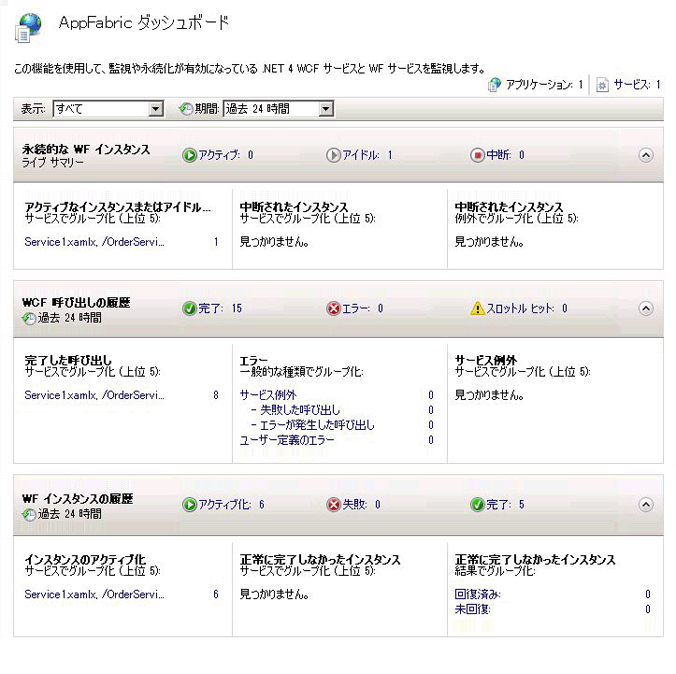 AppFabric ダッシュボード
この機能を使用して、監視や永続化が有効になっている .NET 4 WCF サービスと WF サービスを監視します。
アプリケーション: 1 サービス: 1
表示: すべて 期間: 過去 24 時間
永続的な WF インスタンス
ライブ サマリー
アクティブ: 0 アイドル: 1 中断: 0
アクティブなインスタンスまたはアイドル...
サービスでグループ化 (上位 5):
Service1.xamlx, /OrderServi... 1
中断されたインスタンス
サービスでグループ化 (上位 5):
見つかりません。
中断されたインスタンス
例外でグループ化 (上位 5):
見つかりません。
WCF 呼び出しの履歴
過去 24 時間
完了: 15 エラー: 0 スロットル ヒット: 0
完了した呼び出し
サービスでグループ化 (上位 5):
Service1.xamlx, /OrderServi... 8
エラー
一般的な種類でグループ化:
サービス例外 0
- 失敗した呼び出し 0
- エラーが発生した呼び出し 0
ユーザー定義のエラー 0
サービス例外
サービスでグループ化 (上位 5):
見つかりません。
WF インスタンスの履歴
過去 24 時間
アクティブ化: 6 失敗: 0 完了: 5
インスタンスのアクティブ化
サービスでグループ化 (上位 5):
Service1.xamlx, /OrderServi... 6
正常に完了しなかったインスタンス
サービスでグループ化 (上位 5):
見つかりません。
正常に完了しなかったインスタンス
結果でグループ化:
回復済み: 0
未回復: 0